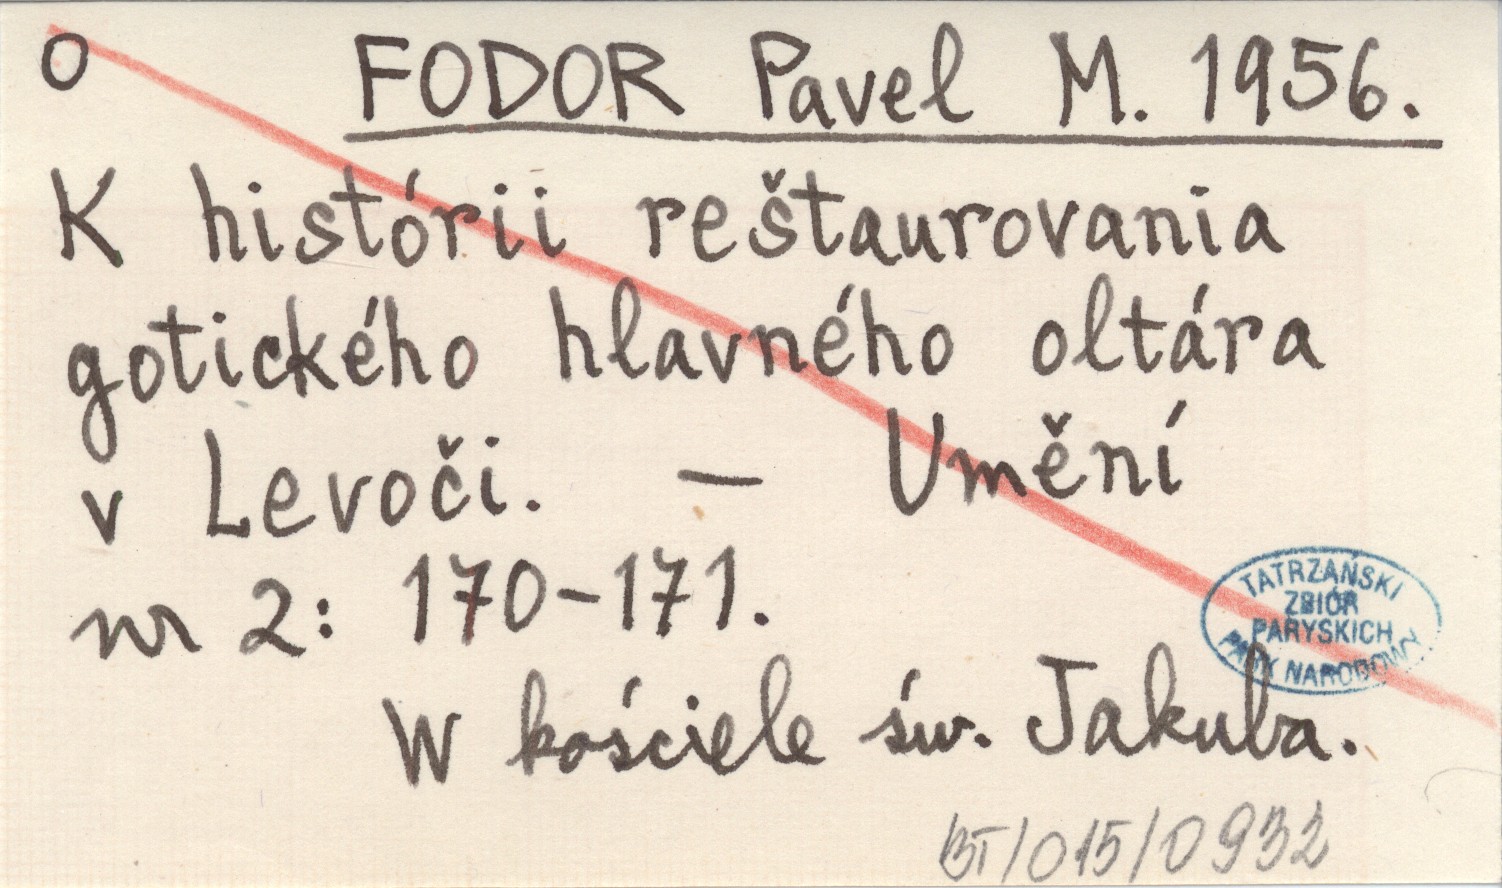 o FODOR Pavel M. 1956.
K histórii reštaurovania
gotického hlavného oltára
v Levoči. — Umění
nr 2: 170-171.
TATRZAŃSKI
ZBIÓR
PARYSKICH
PARK NARODOWY
W kościele św. Jakuba.
BT/015/0932